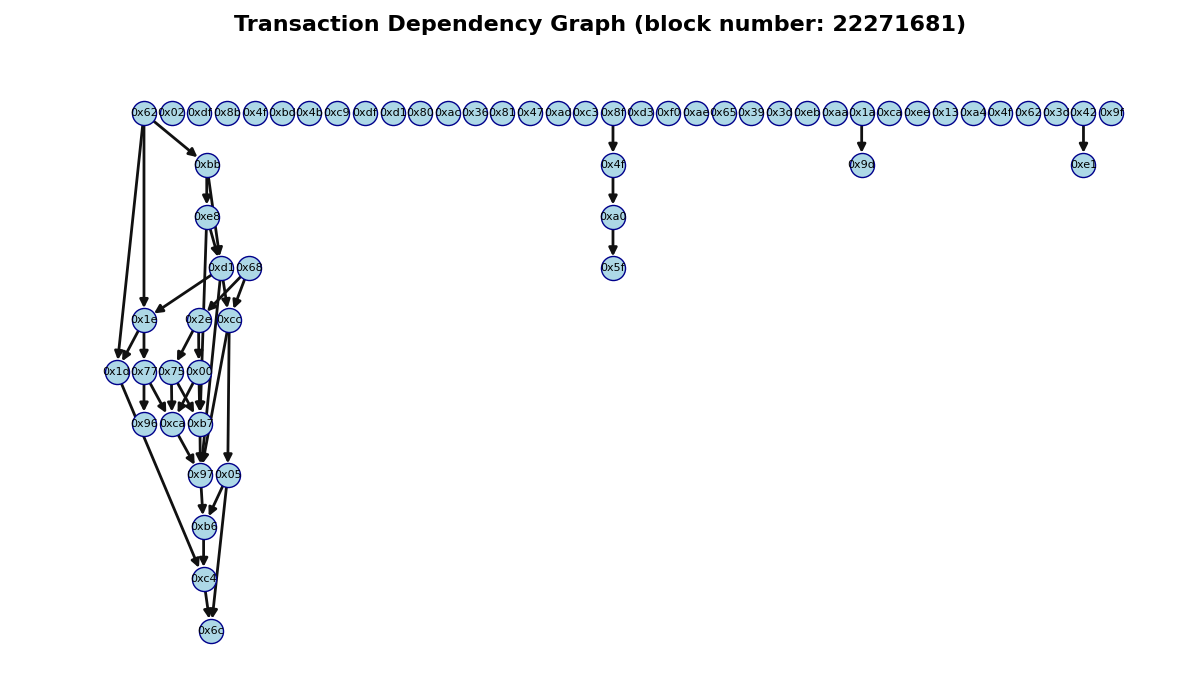 Transaction Dependency Graph (block number: 22271681)
0x62 0x02 0xdf 0x8b 0x4f 0xbd 0x4b 0xc9 0xdf 0xd1 0x80 0xac 0x36 0x81 0x47 0xad 0xc3 0x8f 0xd3 0xf0 0xae 0x65 0x39 0x3d 0xeb 0xaa 0x1a 0xca 0xee 0x13 0xa4 0x4f 0x62 0x3d 0x42 0x9f
0xbb 0x4f 0x9d 0xe1
0xe8 0xa0
0xd1 0x68 0x5f
0x1e 0x2e 0xcc
0x1d 0x77 0x75 0x00
0x96 0xca 0xb7
0x97 0x05
0xb6
0xc4
0x6c